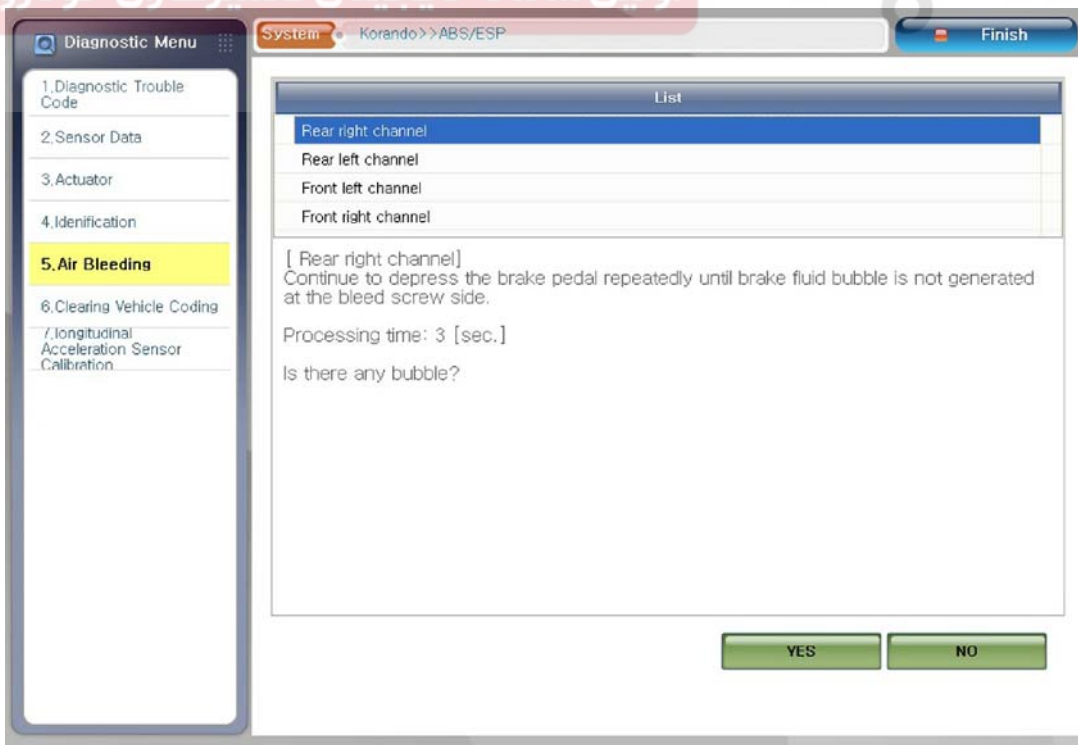 Diagnostic Menu
System
Korando>>ABS/ESP
Finish
1.Diagnostic Trouble
Code
2.Sensor Data
3.Actuator
4.Idenification
5.Air Bleeding
6.Clearing Vehicle Coding
7.longitudinal
Acceleration Sensor
Calibration
List
Rear right channel
Rear left channel
Front left channel
Front right channel
[ Rear right channel]
Continue to depress the brake pedal repeatedly until brake fluid bubble is not generated
at the bleed screw side.
Processing time: 3 [sec.]
Is there any bubble?
YES
NO